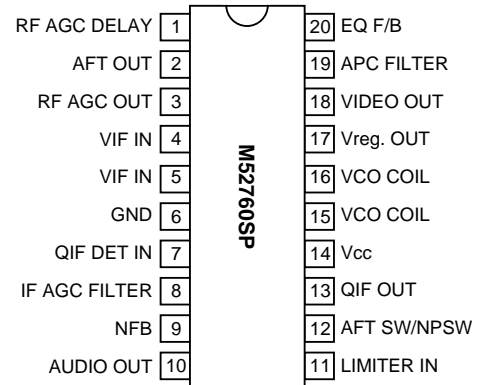 RF AGC DELAY 1 20 EQ F/B
AFT OUT 2 19 APC FILTER
RF AGC OUT 3 18 VIDEO OUT
VIF IN 4 17 Vreg. OUT
VIF IN 5 16 VCO COIL
GND 6 15 VCO COIL
QIF DET IN 7 14 Vcc
IF AGC FILTER 8 13 QIF OUT
NFB 9 12 AFT SW/NPSW
AUDIO OUT 10 11 LIMITER IN
M52760SP